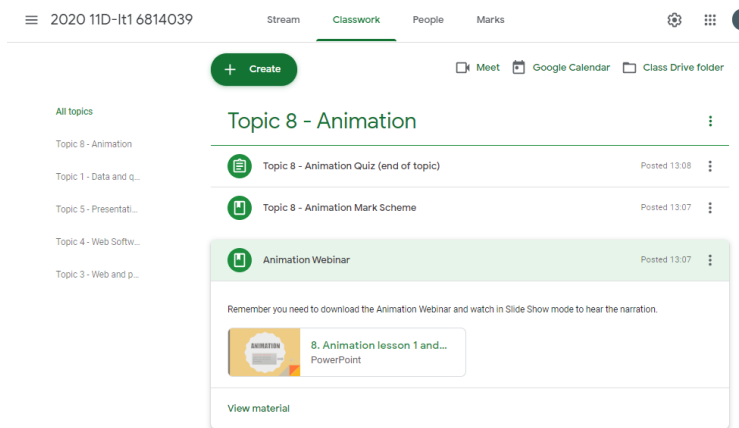 2020 11D-It1 6814039
Stream Classwork People Marks
Create
Meet Google Calendar Class Drive folder
All topics
Topic 8 - Animation
Topic 1 - Data and q...
Topic 5 - Presentati...
Topic 4 - Web Softw...
Topic 3 - Web and p...
Topic 8 - Animation
Topic 8 - Animation Quiz (end of topic) Posted 13:08
Topic 8 - Animation Mark Scheme Posted 13:07
Animation Webinar Posted 13:07
Remember you need to download the Animation Webinar and watch in Slide Show mode to hear the narration.
ANIMATION
8. Animation lesson 1 and...
PowerPoint
View material